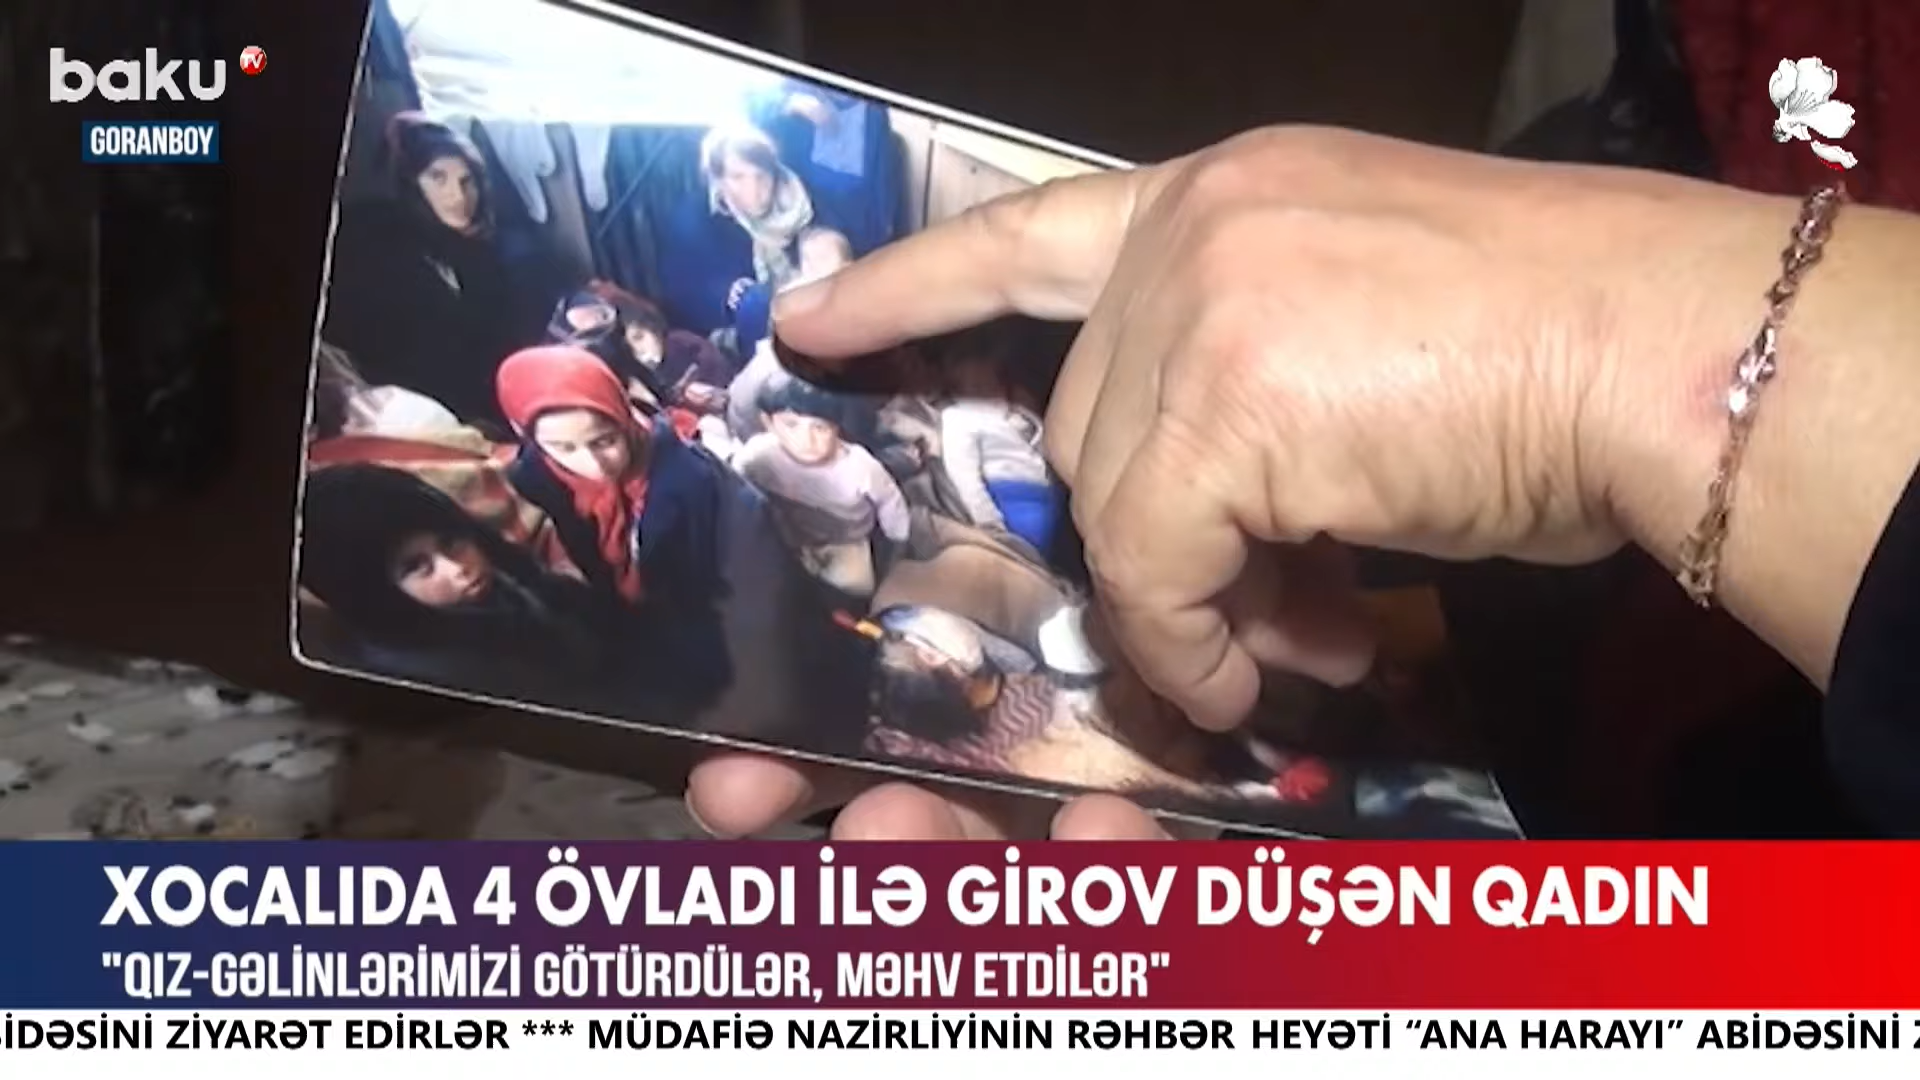 baku TV
GORANBOY
XOCALIDA 4 ÖVLADI İLƏ GİROV DÜŞƏN QADIN
"QIZ-GƏLİNLƏRİMİZİ GÖTÜRDÜLƏR, MƏHV ETDİLƏR"
BİDƏSİNİ ZİYARƏT EDİRLƏR *** MÜDAFİƏ NAZİRLİYİNİN RƏHBƏR HEYƏTİ “ANA HARAYI” ABİDƏSİNİ Z